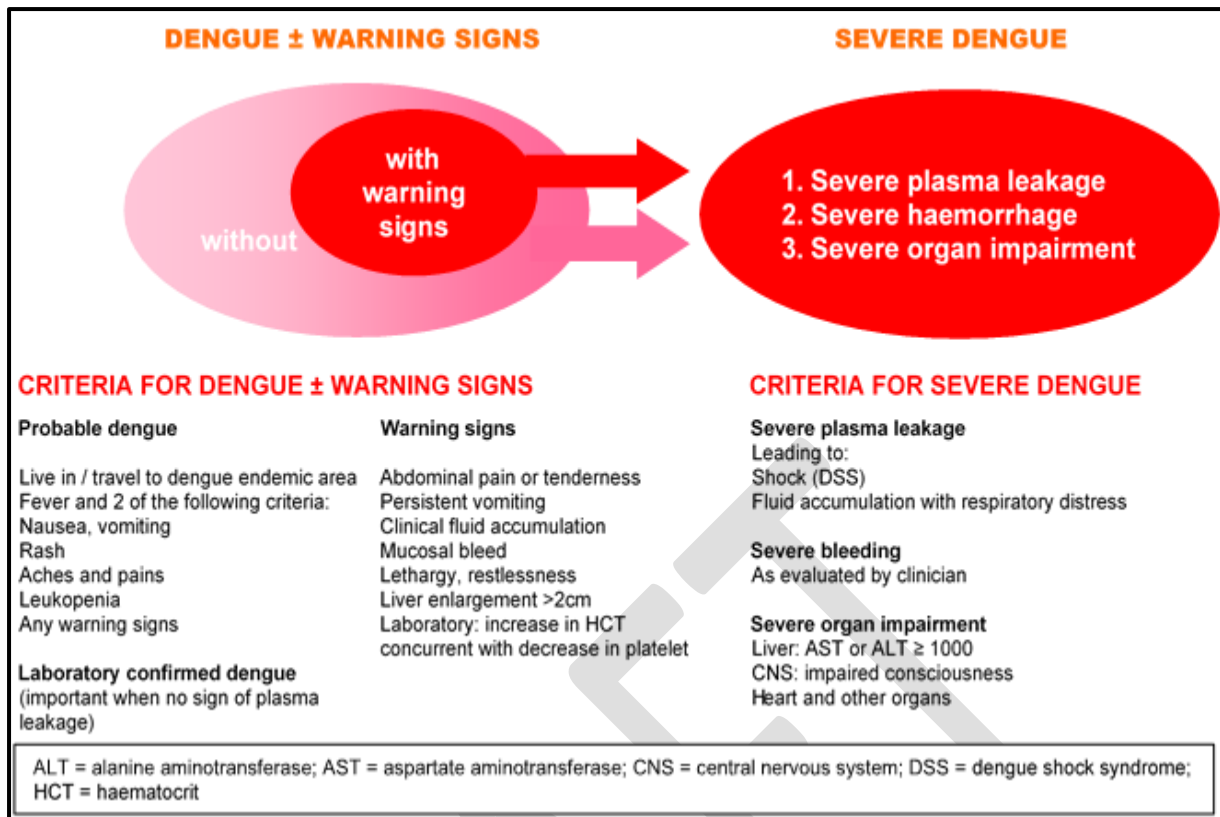 DENGUE ± WARNING SIGNS
SEVERE DENGUE
without
with
warning
signs
1. Severe plasma leakage
2. Severe haemorrhage
3. Severe organ impairment
CRITERIA FOR DENGUE ± WARNING SIGNS
Probable dengue
Live in / travel to dengue endemic area
Fever and 2 of the following criteria:
Nausea, vomiting
Rash
Aches and pains
Leukopenia
Any warning signs
Laboratory confirmed dengue
(important when no sign of plasma
leakage)
Warning signs
Abdominal pain or tenderness
Persistent vomiting
Clinical fluid accumulation
Mucosal bleed
Lethargy, restlessness
Liver enlargement >2cm
Laboratory: increase in HCT
concurrent with decrease in platelet
CRITERIA FOR SEVERE DENGUE
Severe plasma leakage
Leading to:
Shock (DSS)
Fluid accumulation with respiratory distress
Severe bleeding
As evaluated by clinician
Severe organ impairment
Liver: AST or ALT ≥ 1000
CNS: impaired consciousness
Heart and other organs
ALT = alanine aminotransferase; AST = aspartate aminotransferase; CNS = central nervous system; DSS = dengue shock syndrome;
HCT = haematocrit